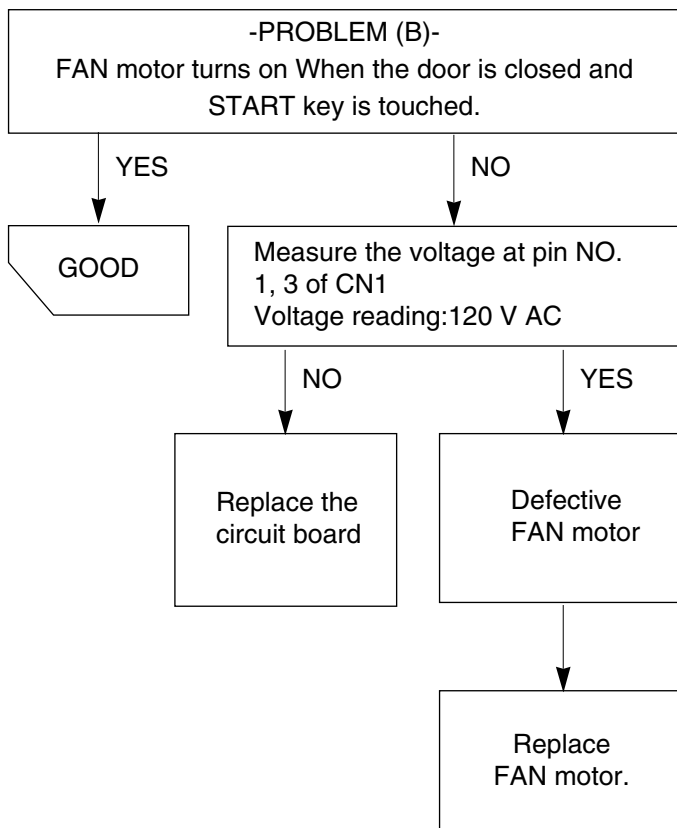 -PROBLEM (B)-
FAN motor turns on When the door is closed and
START key is touched.
YES
NO
GOOD
Measure the voltage at pin NO.
1, 3 of CN1
Voltage reading:120 V AC
NO
YES
Replace the
circuit board
Defective
FAN motor
Replace
FAN motor.